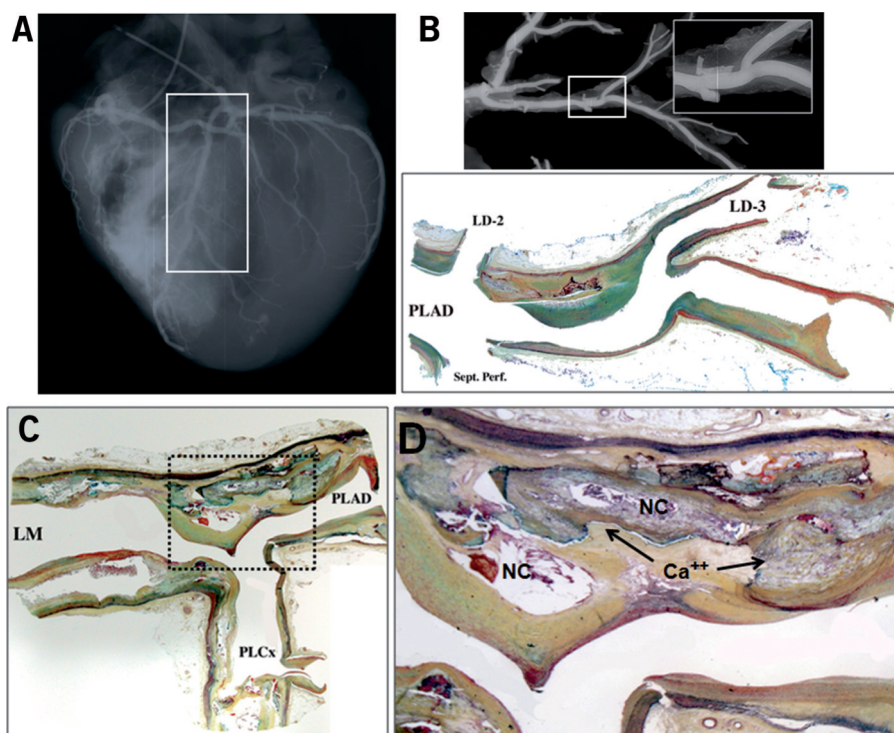 A
B
LD-2
LD-3
PLAD
Sept. Perf.
C
PLAD
LM
PLCx
D
NC
NC
Ca++